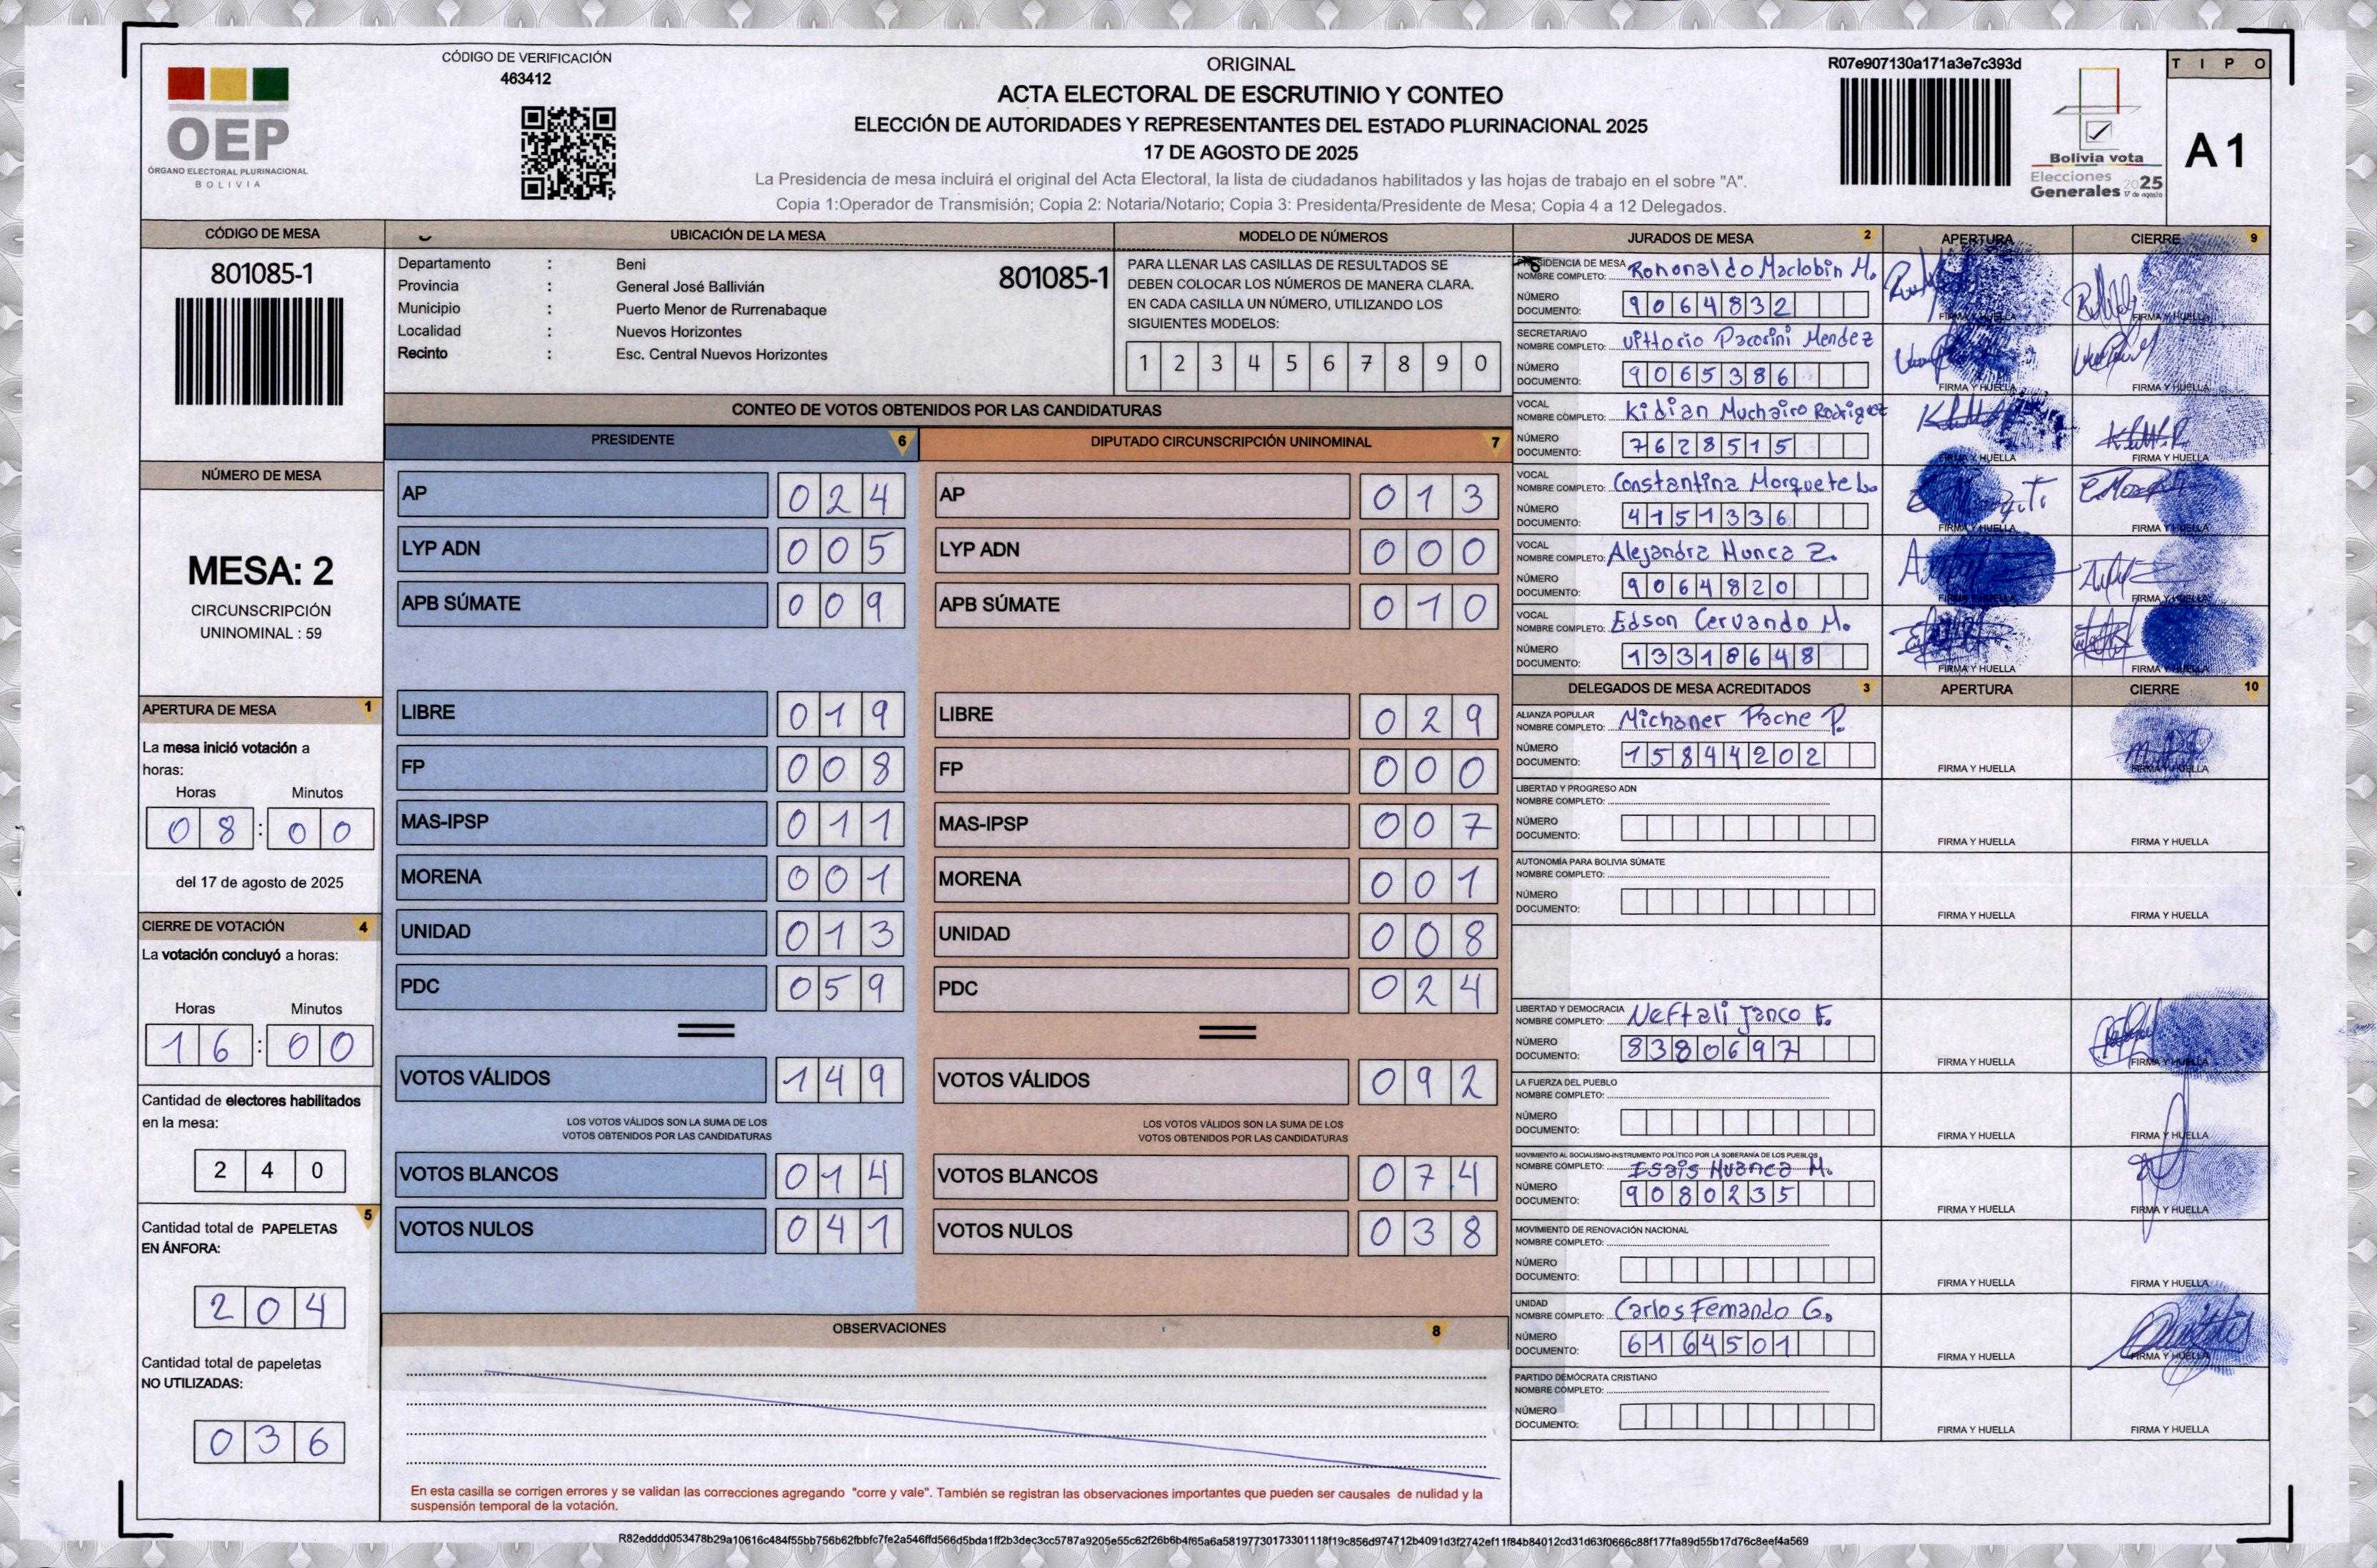 CÓDIGO DE VERIFICACIÓN
463412
OEP
ÓRGANO ELECTORAL PLURINACIONAL
BOLIVIA
ORIGINAL
ACTA ELECTORAL DE ESCRUTINIO Y CONTEO
ELECCIÓN DE AUTORIDADES Y REPRESENTANTES DEL ESTADO PLURINACIONAL 2025
17 DE AGOSTO DE 2025
La Presidencia de mesa incluirá el original del Acta Electoral, la lista de ciudadanos habilitados y las hojas de trabajo en el sobre "A".
Copia 1:Operador de Transmisión; Copia 2: Notaria/Notario; Copia 3: Presidenta/Presidente de Mesa; Copia 4 a 12 Delegados.
R07e907130a171a3e7c393d
Bolivia vota
Elecciones
Generales 2025
17 de agosto
TIPO
A1
CÓDIGO DE MESA
801085-1
NÚMERO DE MESA
MESA: 2
CIRCUNSCRIPCIÓN
UNINOMINAL : 59
APERTURA DE MESA 1
La mesa inició votación a
horas:
Horas Minutos
08:00
del 17 de agosto de 2025
CIERRE DE VOTACIÓN 4
La votación concluyó a horas:
Horas Minutos
16:00
Cantidad de electores habilitados
en la mesa:
240
5
Cantidad total de PAPELETAS
EN ÁNFORA:
204
Cantidad total de papeletas
NO UTILIZADAS:
036
UBICACIÓN DE LA MESA
Departamento : Beni
801085-1
Provincia : General José Ballivián
Municipio : Puerto Menor de Rurrenabaque
Localidad : Nuevos Horizontes
Recinto : Esc. Central Nuevos Horizontes
MODELO DE NÚMEROS
PARA LLENAR LAS CASILLAS DE RESULTADOS SE
DEBEN COLOCAR LOS NÚMEROS DE MANERA CLARA.
EN CADA CASILLA UN NÚMERO, UTILIZANDO LOS
SIGUIENTES MODELOS:
1 2 3 4 5 6 7 8 9 0
CONTEO DE VOTOS OBTENIDOS POR LAS CANDIDATURAS
PRESIDENTE 6
AP 024
LYP ADN 005
APB SÚMATE 009
LIBRE 019
FP 008
MAS-IPSP 011
MORENA 001
UNIDAD 013
PDC 059
VOTOS VÁLIDOS 149
LOS VOTOS VÁLIDOS SON LA SUMA DE LOS
VOTOS OBTENIDOS POR LAS CANDIDATURAS
VOTOS BLANCOS 014
VOTOS NULOS 041
DIPUTADO CIRCUNSCRIPCIÓN UNINOMINAL 7
AP 013
LYP ADN 000
APB SÚMATE 010
LIBRE 029
FP 000
MAS-IPSP 007
MORENA 001
UNIDAD 008
PDC 024
VOTOS VÁLIDOS 092
LOS VOTOS VÁLIDOS SON LA SUMA DE LOS
VOTOS OBTENIDOS POR LAS CANDIDATURAS
VOTOS BLANCOS 074
VOTOS NULOS 038
OBSERVACIONES 8
En esta casilla se corrigen errores y se validan las correcciones agregando "corre y vale". También se registran las observaciones importantes que pueden ser causales de nulidad y la
suspensión temporal de la votación.
JURADOS DE MESA 2 APERTURA CIERRE 9
PRESIDENCIA DE MESA
NOMBRE COMPLETO: Rononaldo Maclobin M.
NÚMERO
DOCUMENTO: 9064832
FIRMA Y HUELLA FIRMA Y HUELLA
SECRETARIA/O
NOMBRE COMPLETO: Vittorio Pacorini Mendez
NÚMERO
DOCUMENTO: 9065386
FIRMA Y HUELLA FIRMA Y HUELLA
VOCAL
NOMBRE COMPLETO: Kidian Muchairo Rodriguez
NÚMERO
DOCUMENTO: 7628515
FIRMA Y HUELLA FIRMA Y HUELLA
VOCAL
NOMBRE COMPLETO: Constantina Morquete L.
NÚMERO
DOCUMENTO: 4151336
FIRMA Y HUELLA FIRMA Y HUELLA
VOCAL
NOMBRE COMPLETO: Alejandra Hunca Z.
NÚMERO
DOCUMENTO: 9064820
FIRMA Y HUELLA FIRMA Y HUELLA
VOCAL
NOMBRE COMPLETO: Edson Cervando M.
NÚMERO
DOCUMENTO: 13318648
FIRMA Y HUELLA FIRMA Y HUELLA
DELEGADOS DE MESA ACREDITADOS 3 APERTURA CIERRE 10
ALIANZA POPULAR
NOMBRE COMPLETO: Michaner Pache P.
NÚMERO
DOCUMENTO: 15844202
FIRMA Y HUELLA FIRMA Y HUELLA
LIBERTAD Y PROGRESO ADN
NOMBRE COMPLETO:
NÚMERO
DOCUMENTO:
FIRMA Y HUELLA FIRMA Y HUELLA
AUTONOMÍA PARA BOLIVIA SÚMATE
NOMBRE COMPLETO:
NÚMERO
DOCUMENTO:
FIRMA Y HUELLA FIRMA Y HUELLA
LIBERTAD Y DEMOCRACIA
NOMBRE COMPLETO: Neftali Janco F.
NÚMERO
DOCUMENTO: 8380697
FIRMA Y HUELLA FIRMA Y HUELLA
LA FUERZA DEL PUEBLO
NOMBRE COMPLETO:
NÚMERO
DOCUMENTO:
FIRMA Y HUELLA FIRMA Y HUELLA
MOVIMIENTO AL SOCIALISMO-INSTRUMENTO POLÍTICO POR LA SOBERANÍA DE LOS PUEBLOS
NOMBRE COMPLETO: Isais Huanca M.
NÚMERO
DOCUMENTO: 9080235
FIRMA Y HUELLA FIRMA Y HUELLA
MOVIMIENTO DE RENOVACIÓN NACIONAL
NOMBRE COMPLETO:
NÚMERO
DOCUMENTO:
FIRMA Y HUELLA FIRMA Y HUELLA
UNIDAD
NOMBRE COMPLETO: Carlos Fernando G.
NÚMERO
DOCUMENTO: 6164501
FIRMA Y HUELLA FIRMA Y HUELLA
PARTIDO DEMÓCRATA CRISTIANO
NOMBRE COMPLETO:
NÚMERO
DOCUMENTO:
FIRMA Y HUELLA FIRMA Y HUELLA